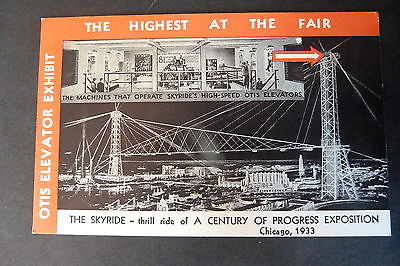 THE HIGHEST AT THE FAIR
OTIS ELEVATOR EXHIBIT
THE MACHINES THAT OPERATE SKYRIDE'S HIGH-SPEED OTIS ELEVATORS
THE SKYRIDE - thrill ride of A CENTURY OF PROGRESS EXPOSITION
Chicago, 1933